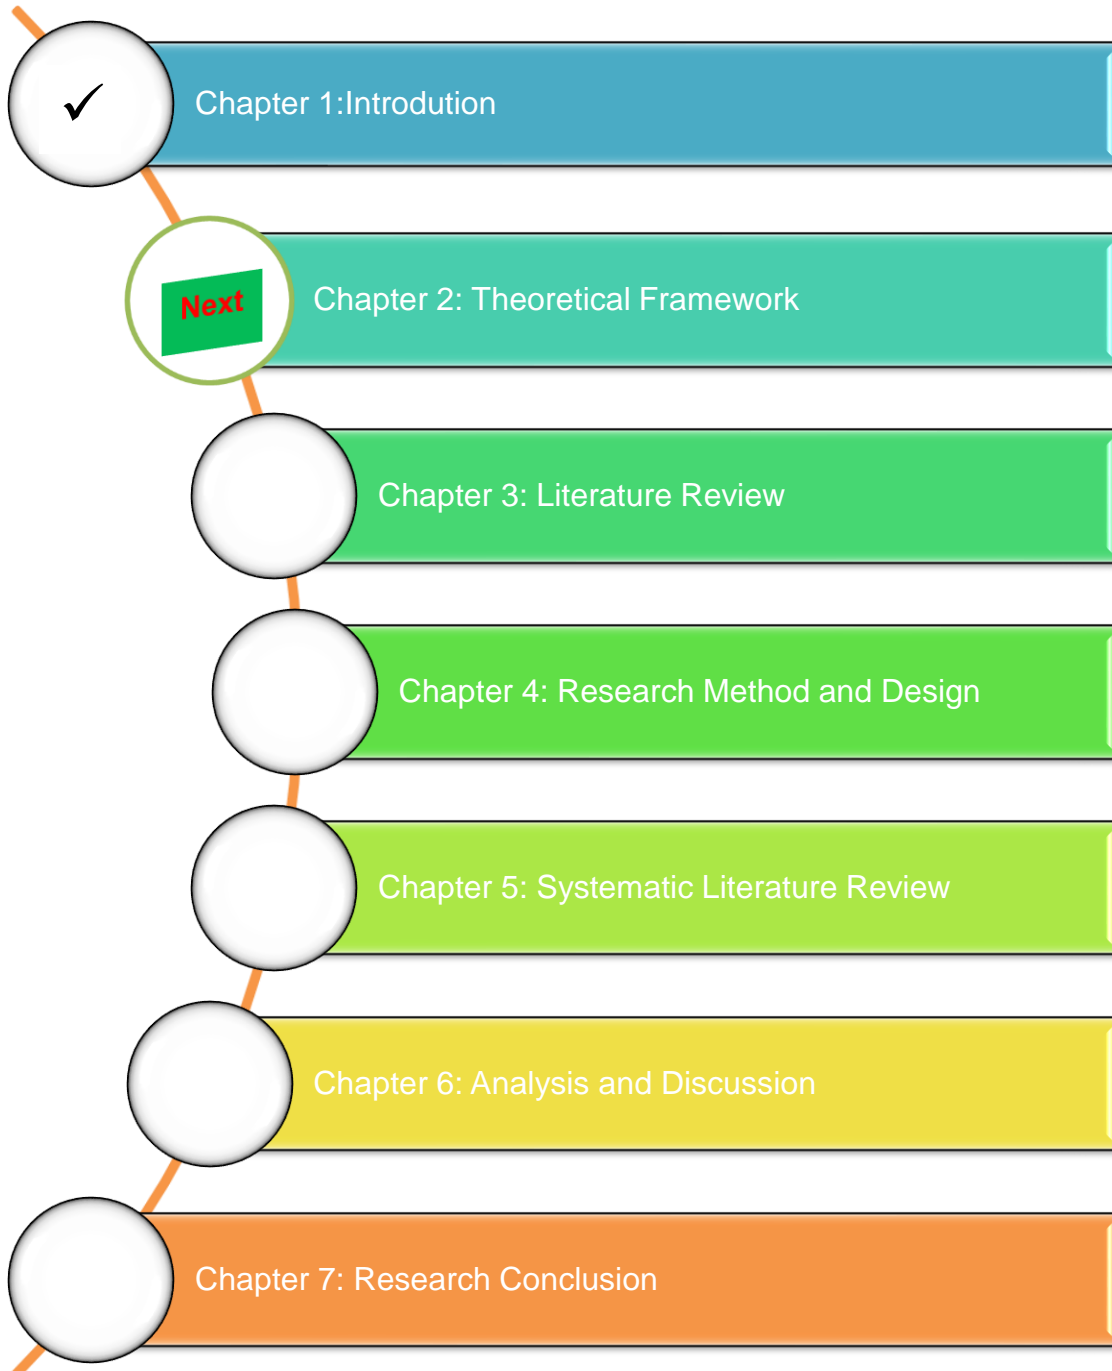 Chapter 1:Introdution
Next
Chapter 2: Theoretical Framework
Chapter 3: Literature Review
Chapter 4: Research Method and Design
Chapter 5: Systematic Literature Review
Chapter 6: Analysis and Discussion
Chapter 7: Research Conclusion